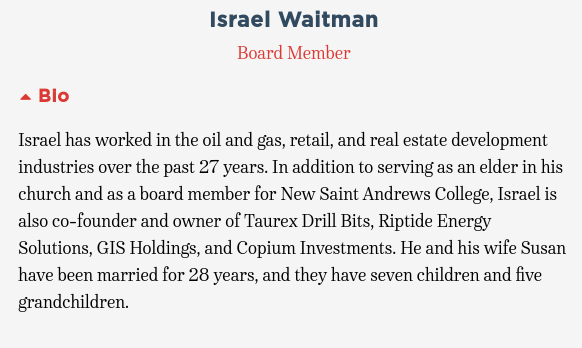 Israel Waitman
Board Member
Bio
Israel has worked in the oil and gas, retail, and real estate development
industries over the past 27 years. In addition to serving as an elder in his
church and as a board member for New Saint Andrews College, Israel is
also co-founder and owner of Taurex Drill Bits, Riptide Energy
Solutions, GIS Holdings, and Copium Investments. He and his wife Susan
have been married for 28 years, and they have seven children and five
grandchildren.